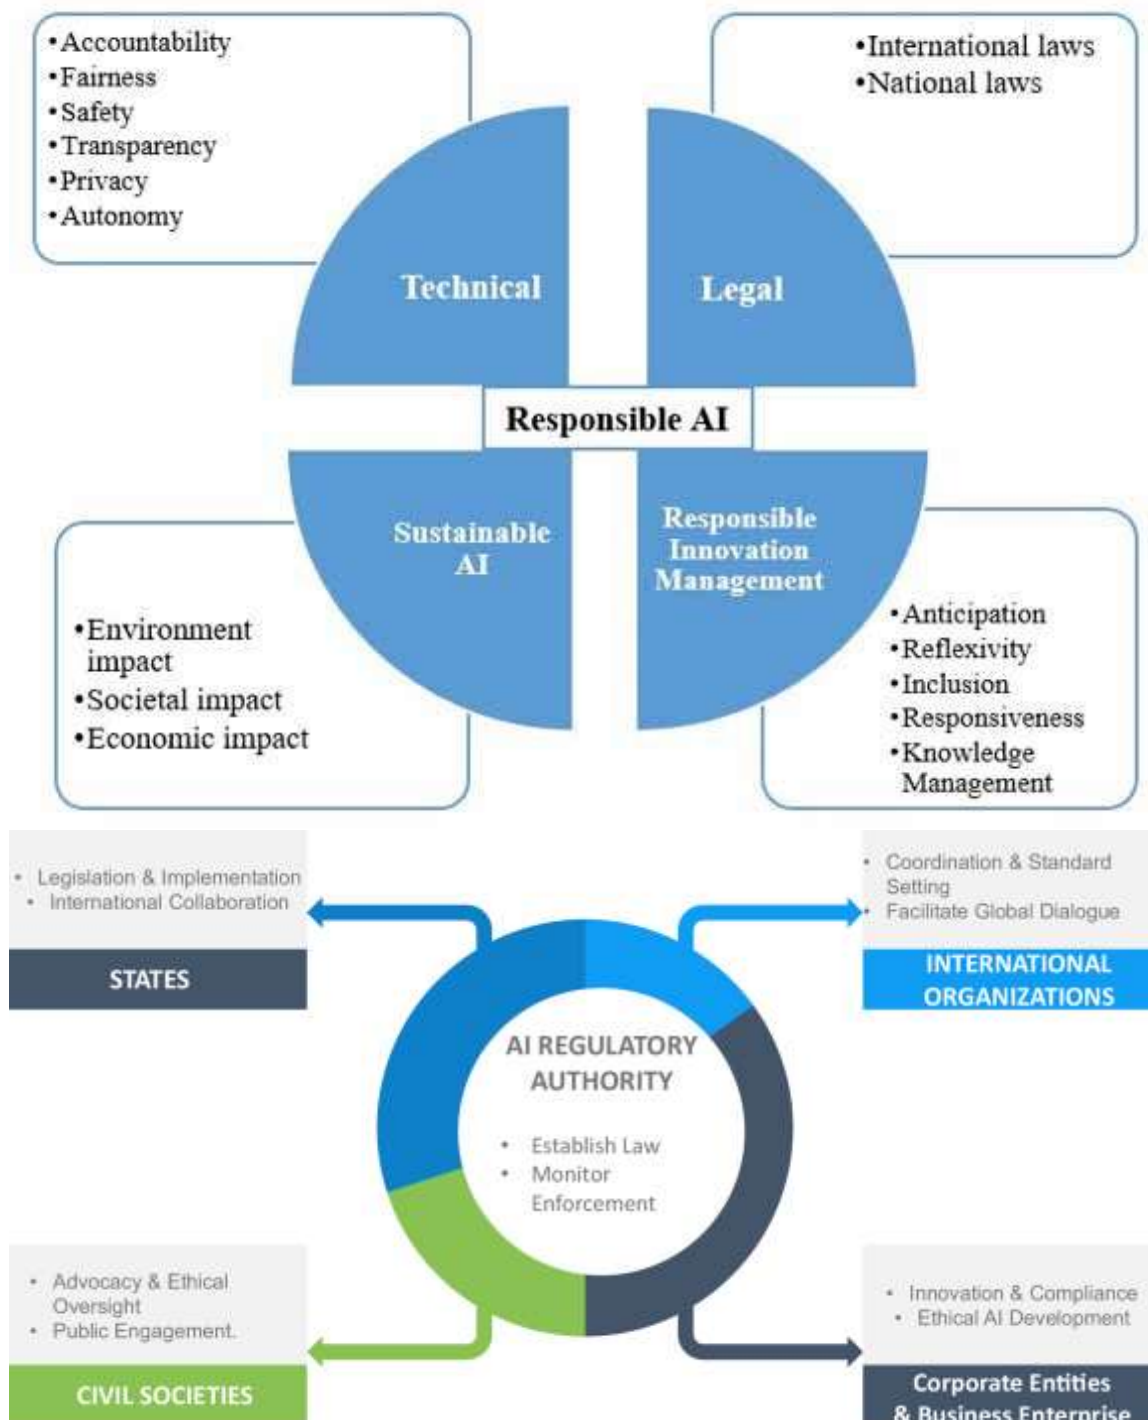 •Accountability
•Fairness
•Safety
•Transparency
•Privacy
•Autonomy
•International laws
•National laws
Technical
Legal
Responsible AI
Sustainable
AI
Responsible
Innovation
Management
•Environment
impact
•Societal impact
•Economic impact
•Anticipation
•Reflexivity
•Inclusion
•Responsiveness
•Knowledge
Management
• Legislation & Implementation
• International Collaboration
STATES
• Coordination & Standard
Setting
• Facilitate Global Dialogue
INTERNATIONAL
ORGANIZATIONS
AI REGULATORY
AUTHORITY
• Establish Law
• Monitor
Enforcement
• Advocacy & Ethical
Oversight
• Public Engagement.
CIVIL SOCIETIES
• Innovation & Compliance
• Ethical AI Development
Corporate Entities
& Business Enterprise